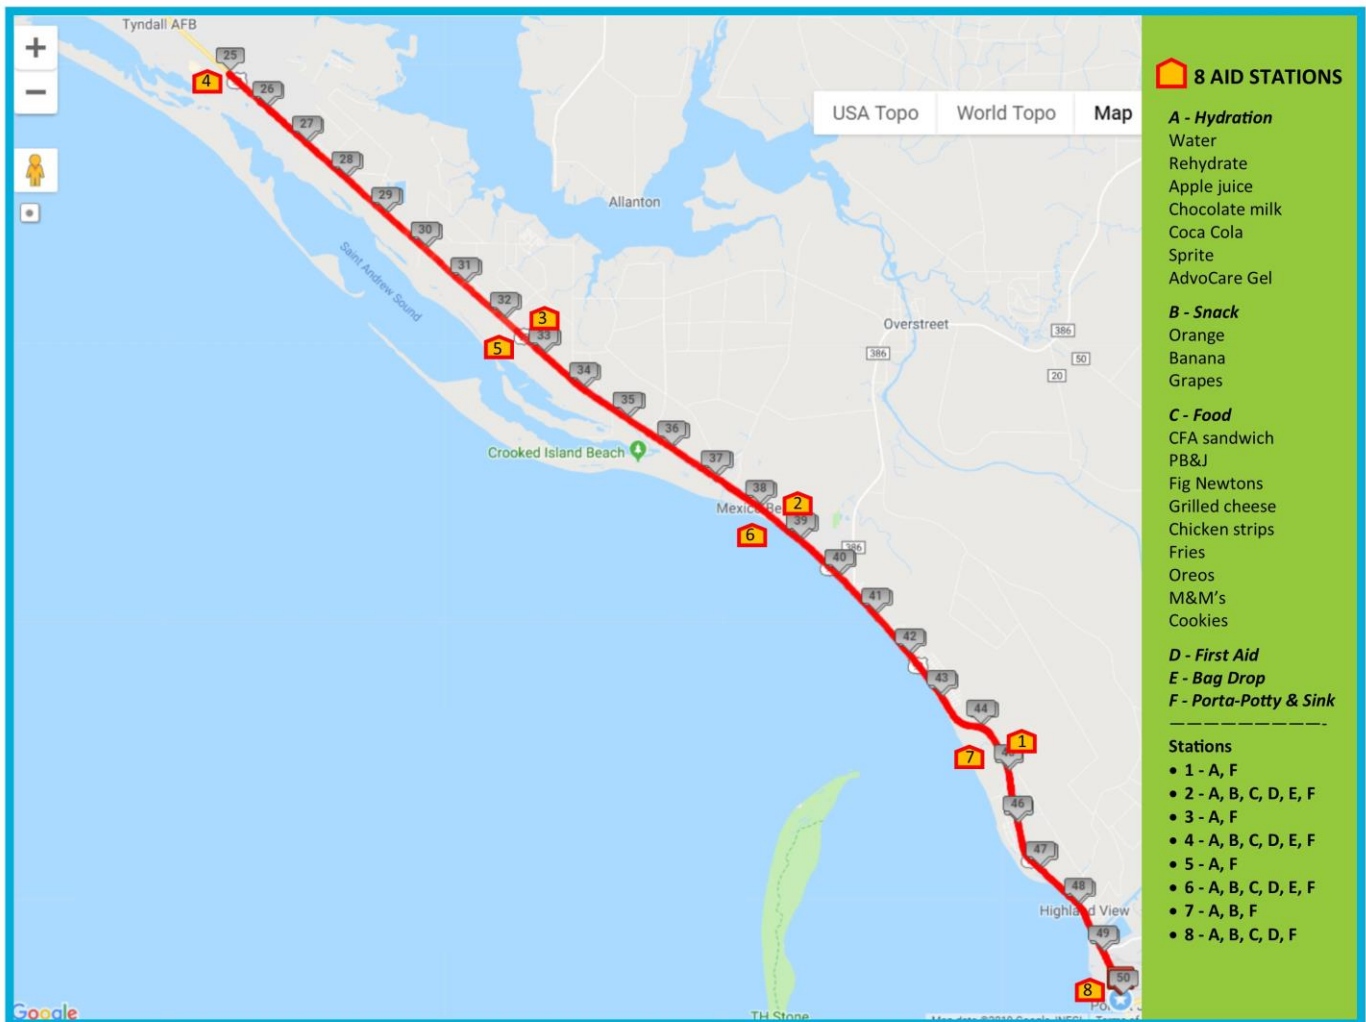 Tyndall AFB
+
−
25
4
26
27
USA Topo
World Topo
Map
28
29
Allanton
30
Saint Andrew Sound
31
32
3
33
5
Overstreet
386
386
50
20
34
35
36
Crooked Island Beach
37
38
2
39
6
386
40
41
42
43
44
1
7
46
47
48
Highland View
49
50
8
TH Stone
Google
8 AID STATIONS
A - Hydration
Water
Rehydrate
Apple juice
Chocolate milk
Coca Cola
Sprite
AdvoCare Gel
B - Snack
Orange
Banana
Grapes
C - Food
CFA sandwich
PB&J
Fig Newtons
Grilled cheese
Chicken strips
Fries
Oreos
M&M's
Cookies
D - First Aid
E - Bag Drop
F - Porta-Potty & Sink
—————————-
Stations
• 1 - A, F
• 2 - A, B, C, D, E, F
• 3 - A, F
• 4 - A, B, C, D, E, F
• 5 - A, F
• 6 - A, B, C, D, E, F
• 7 - A, B, F
• 8 - A, B, C, D, F